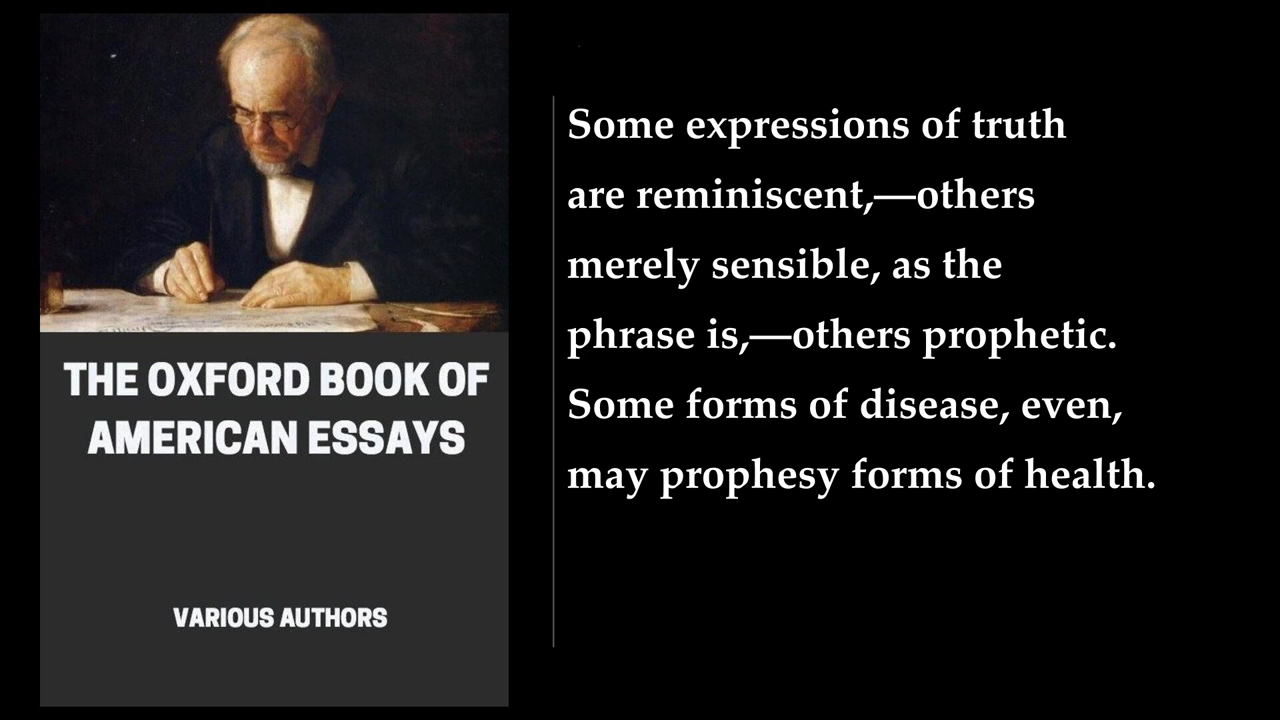 THE OXFORD BOOK OF
AMERICAN ESSAYS
VARIOUS AUTHORS
Some expressions of truth
are reminiscent,—others
merely sensible, as the
phrase is,—others prophetic.
Some forms of disease, even,
may prophesy forms of health.